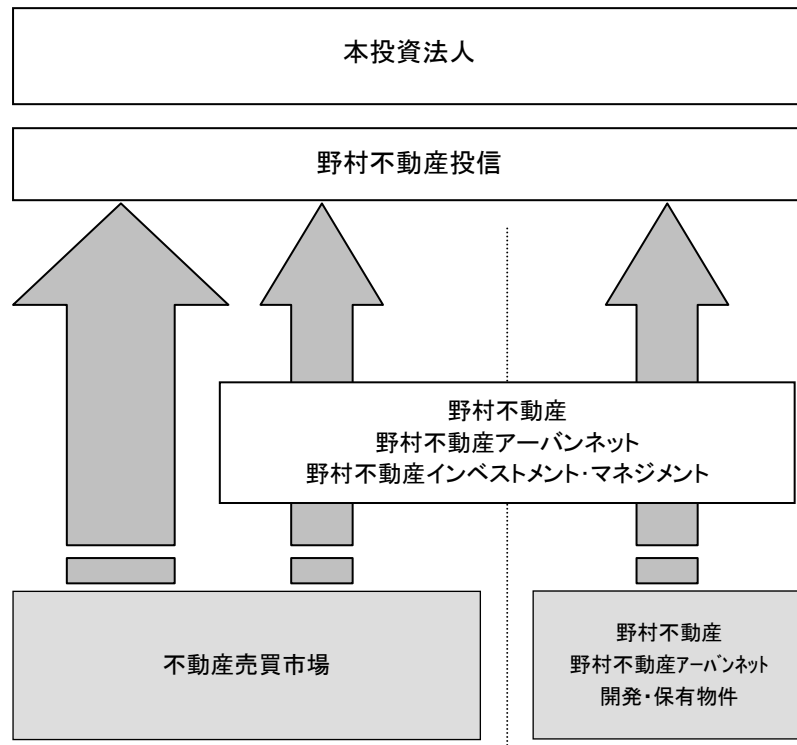 本投資法人
野村不動産投信
野村不動産
野村不動産アーバンネット
野村不動産インベストメント・マネジメント
不動産売買市場
野村不動産
野村不動産ｱｰﾊﾞﾝﾈｯﾄ
開発・保有物件